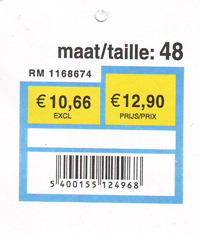 maat/taille: 48
RM 1168674
€ 10,66
EXCL
€ 12,90
PRIJS/PRIX
5 400155 124968